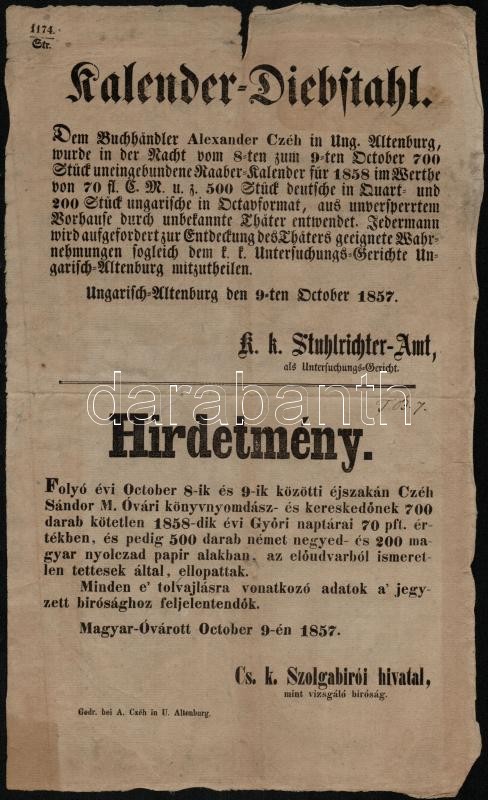 1174.
Str.
Kalender-Diebstahl.
Dem Buchhändler Alexander Czéh in Ung. Altenburg,
wurde in der Nacht vom 8-ten zum 9-ten October 700
Stück uneingebundene Raaber-Kalender für 1858 im Werthe
von 70 fl. C. M. u. z. 500 Stück deutsche in Quart- und
200 Stück ungarische in Octavformat, aus unversperrtem
Vorhause durch unbekannte Thäter entwendet. Jedermann
wird aufgefordert zur Entdeckung des Thäters geeignete Wahr-
nehmungen sogleich dem k. k. Untersuchungs-Gerichte Un-
garisch-Altenburg mitzutheilen.
Ungarisch-Altenburg den 9-ten October 1857.
K. k. Stuhlrichter-Amt,
als Untersuchungs-Gericht.
darabanth
Hirdetmény.
Folyó évi October 8-ik és 9-ik közötti éjszakán Czéh
Sándor M. Óvári könyvnyomdász- és kereskedőnek 700
darab kötetlen 1858-dik évi Győri naptárai 70 pft. ér-
tékben, és pedig 500 darab német negyed- és 200 ma-
gyar nyolczad papir alakban, az előudvarból ismeret-
len tettesek által, ellopattak.
Minden e' tolvajlásra vonatkozó adatok a' jegy-
zett birósághoz feljelentendők.
Magyar-Óvárott October 9-én 1857.
Cs. k. Szolgabirói hivatal,
mint vizsgáló biróság.
Gedr. bei A. Czéh in U. Altenburg.